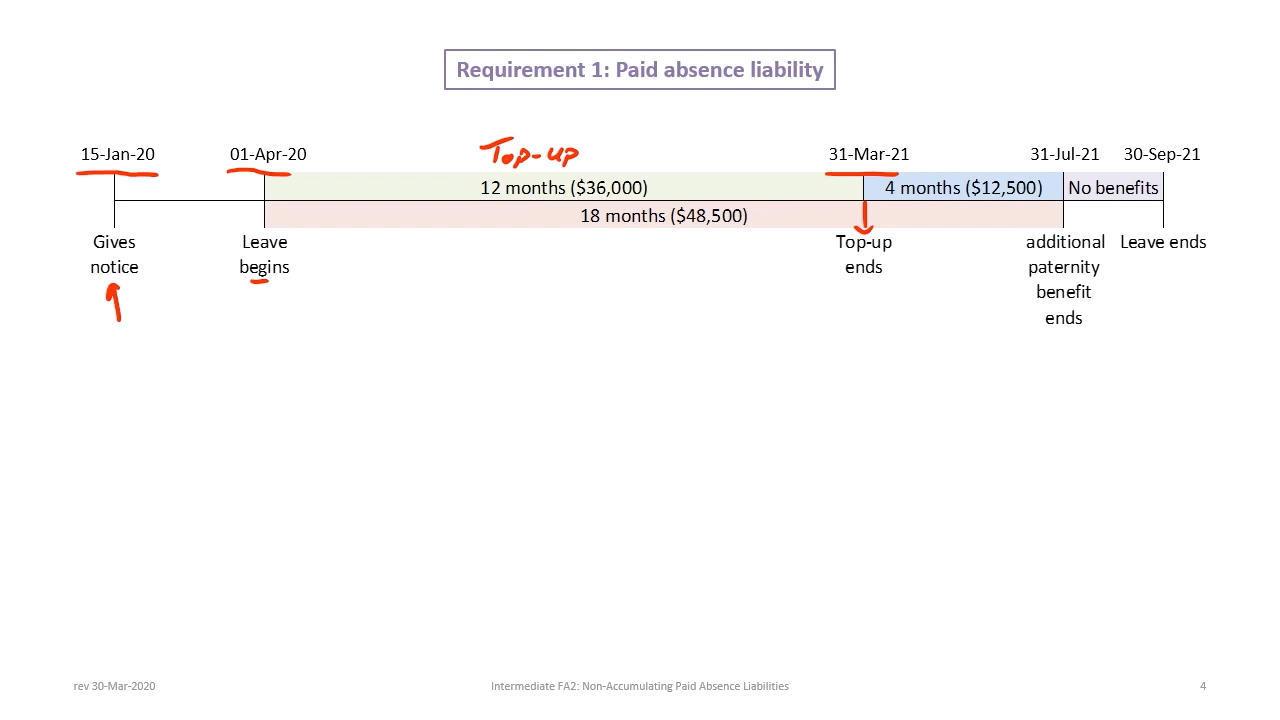 Requirement 1: Paid absence liability
15-Jan-20 01-Apr-20 Top-up 31-Mar-21 31-Jul-21 30-Sep-21
12 months ($36,000) 4 months ($12,500) No benefits
18 months ($48,500)
Gives notice
Leave begins
Top-up ends
additional paternity benefit ends
Leave ends
rev 30-Mar-2020 Intermediate FA2: Non-Accumulating Paid Absence Liabilities 4